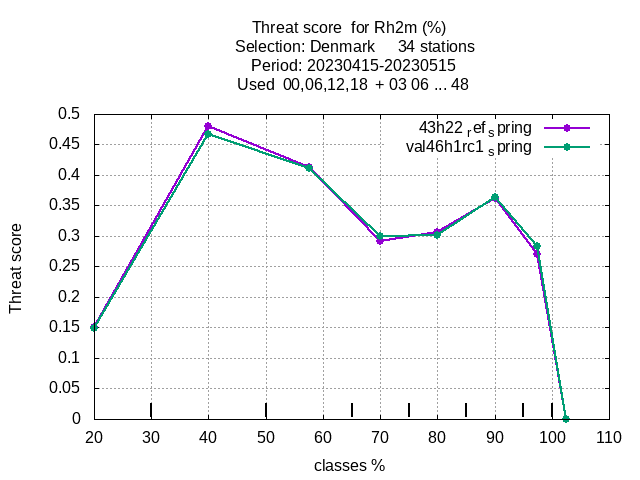 Threat score for Rh2m (%)
Selection: Denmark 34 stations
Period: 20230415-20230515
Used 00,06,12,18 + 03 06 ... 48
43h22 ref spring
val46h1rc1 spring
Threat score
0.5
0.45
0.4
0.35
0.3
0.25
0.2
0.15
0.1
0.05
0
20 30 40 50 60 70 80 90 100 110
classes %